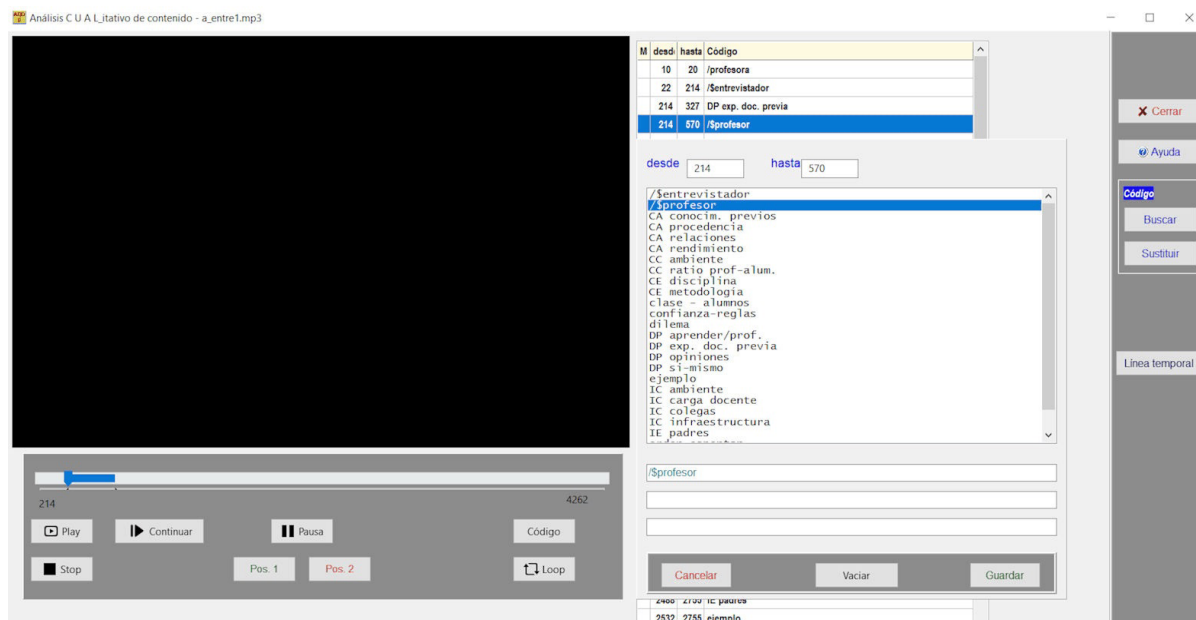 Análisis C U A L_itativo de contenido - a_entre1.mp3
M desd hasta Código
10 20 /profesora
22 214 /$entrevistador
214 327 DP exp. doc. previa
214 570 /$profesor
desde 214 hasta 570
/$entrevistador
/$profesor
CA conocim. previos
CA procedencia
CA relaciones
CA rendimiento
CC ambiente
CC ratio prof-alum.
CE disciplina
CE metodología
clase - alumnos
confianza-reglas
dilema
DP aprender/prof.
DP exp. doc. previa
DP opiniones
DP si-mismo
ejemplo
IC ambiente
IC carga docente
IC colegas
IC infraestructura
IE padres
/$profesor
Cancelar Vaciar Guardar
2488 2755 IE padres
2532 2755 ejemplo
214 4262
Play Continuar Pausa Código
Stop Pos. 1 Pos. 2 Loop
Cerrar
Ayuda
Código
Buscar
Sustituir
Línea temporal